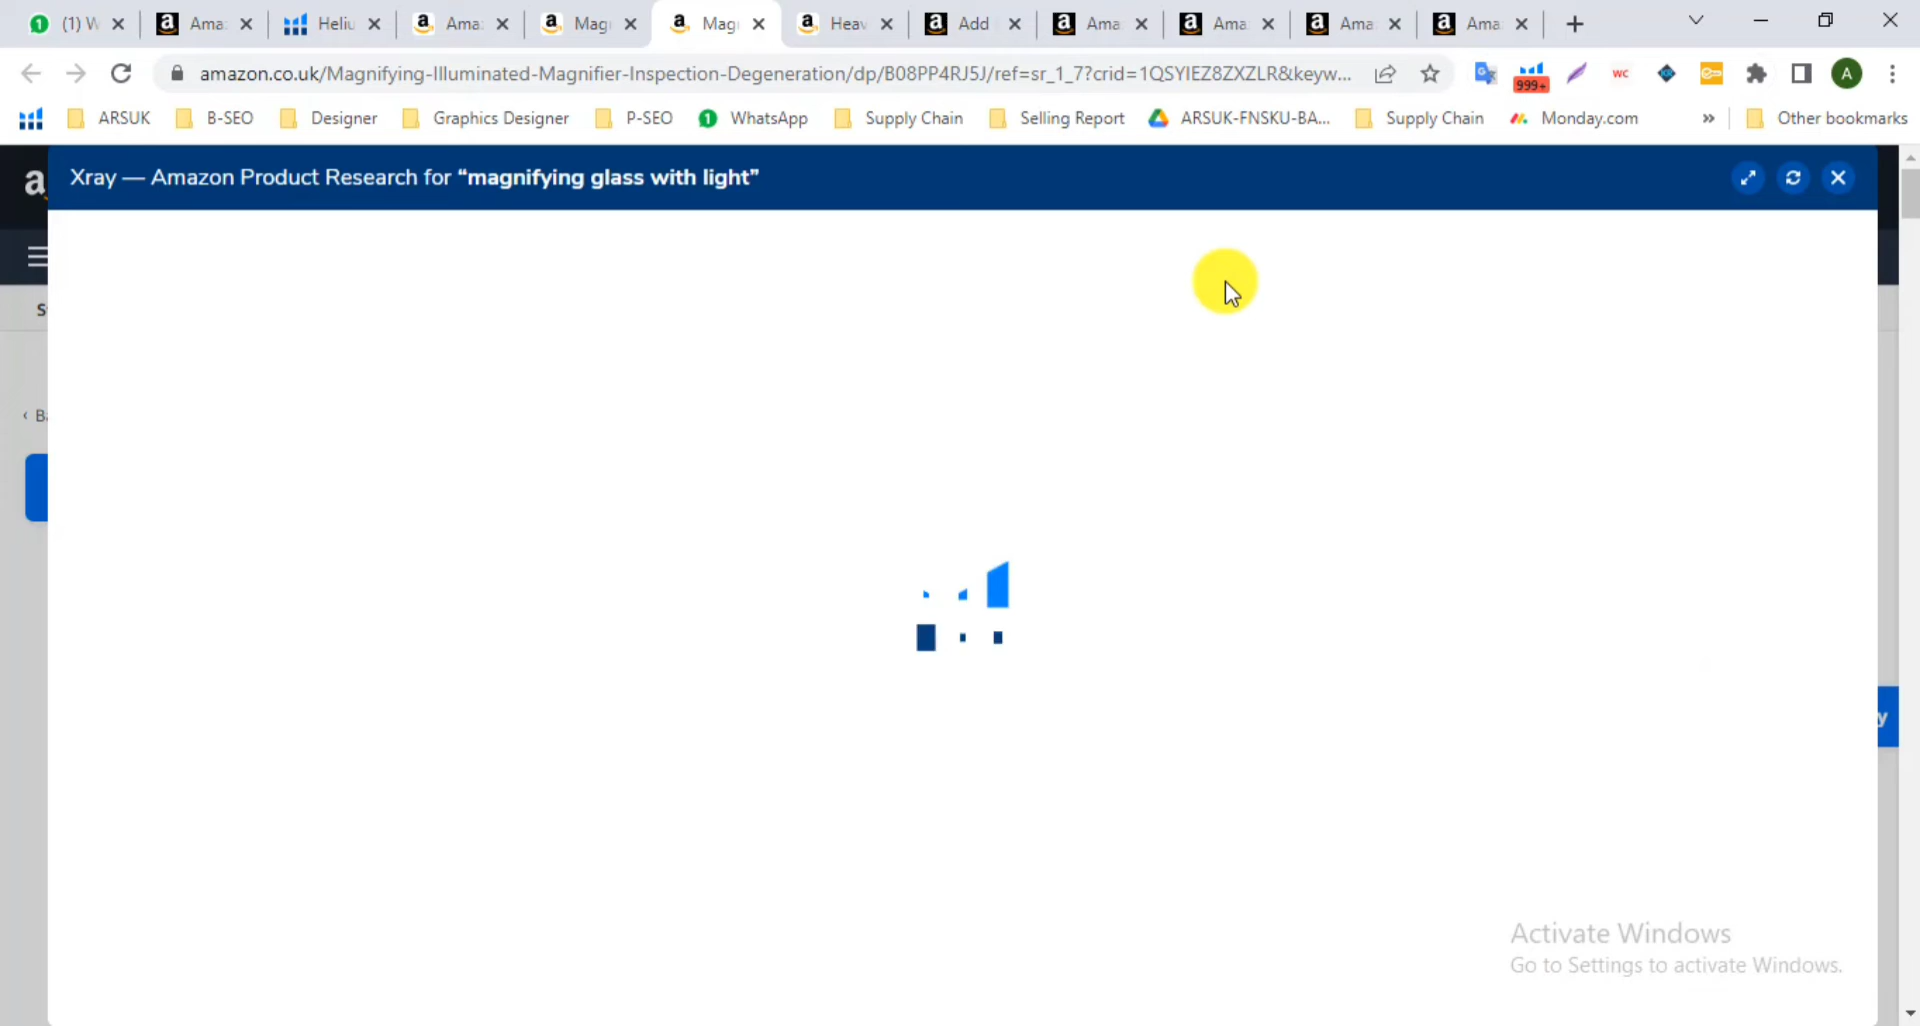 (1) W
Ama
Heliu
Ama
Mag
Mag
Heav
Add
Ama
Ama
Ama
Ama
amazon.co.uk/Magnifying-Illuminated-Magnifier-Inspection-Degeneration/dp/B08PP4RJ5J/ref=sr_1_7?crid=1QSYIEZ8ZXZLR&keyw...
999+
WC
A
ARSUK
B-SEO
Designer
Graphics Designer
P-SEO
WhatsApp
Supply Chain
Selling Report
ARSUK-FNSKU-BA...
Supply Chain
Monday.com
»
Other bookmarks
a
Xray — Amazon Product Research for “magnifying glass with light”
S
‹ Ba
y
Activate Windows
Go to Settings to activate Windows.